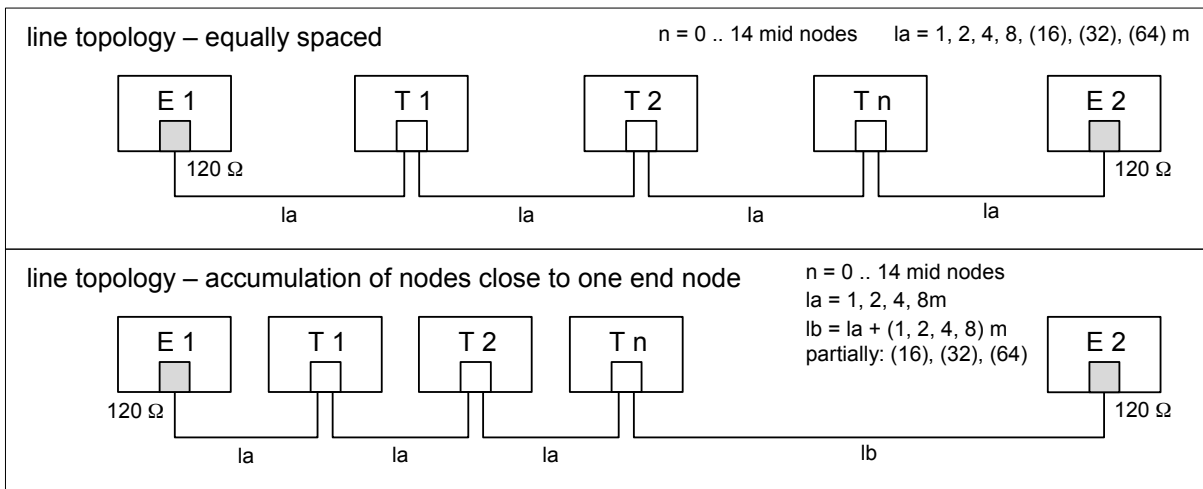 line topology – equally spaced
n = 0 .. 14 mid nodes la = 1, 2, 4, 8, (16), (32), (64) m
E 1 T 1 T 2 T n E 2
120 Ω 120 Ω
la la la la
line topology – accumulation of nodes close to one end node
n = 0 .. 14 mid nodes
la = 1, 2, 4, 8m
lb = la + (1, 2, 4, 8) m
partially: (16), (32), (64)
E 1 T 1 T 2 T n E 2
120 Ω 120 Ω
la la la lb